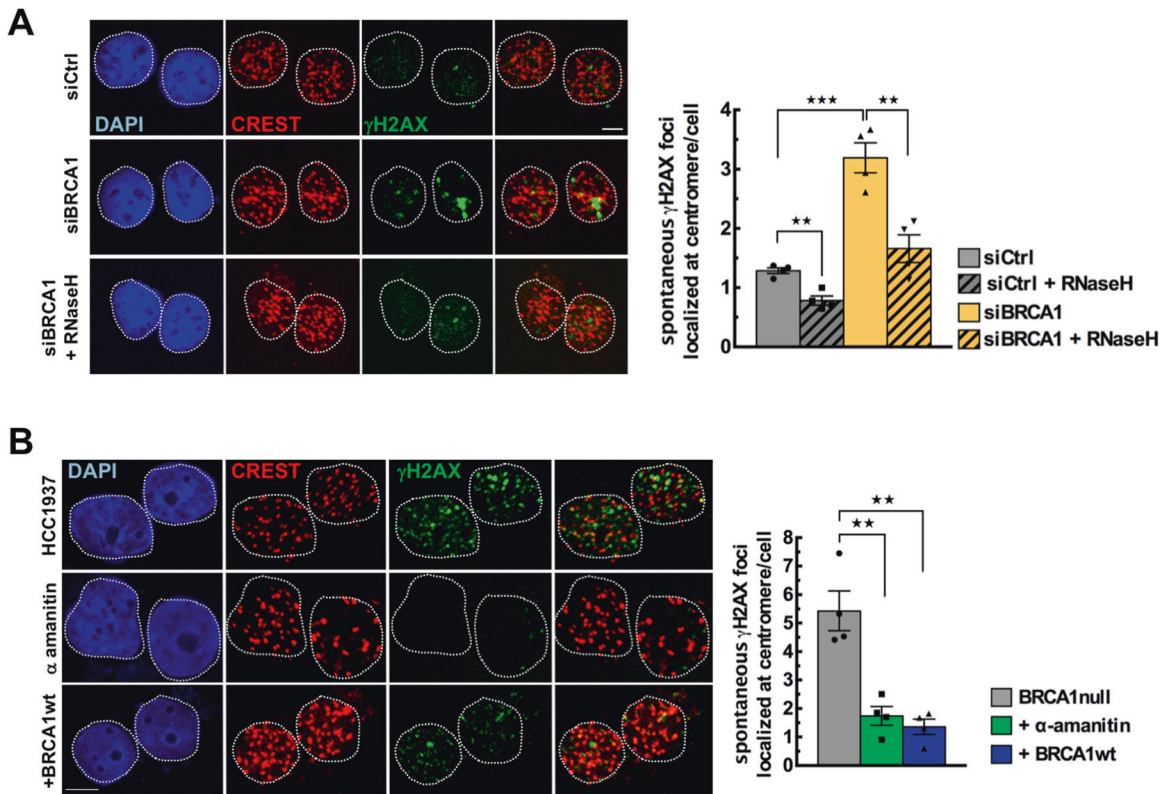 A
siCtrl
DAPI
CREST
γH2AX
siBRCA1
siBRCA1
+ RNaseH
spontaneous γH2AX foci
localized at centromere/cell
4
3
2
1
0
★★★
★★
★★
siCtrl
siCtrl + RNaseH
siBRCA1
siBRCA1 + RNaseH
B
HCC1937
DAPI
CREST
γH2AX
α amanitin
+BRCA1wt
spontaneous γH2AX foci
localized at centromere/cell
8
7
6
5
4
3
2
1
0
★★
★★
BRCA1null
+ α-amanitin
+ BRCA1wt